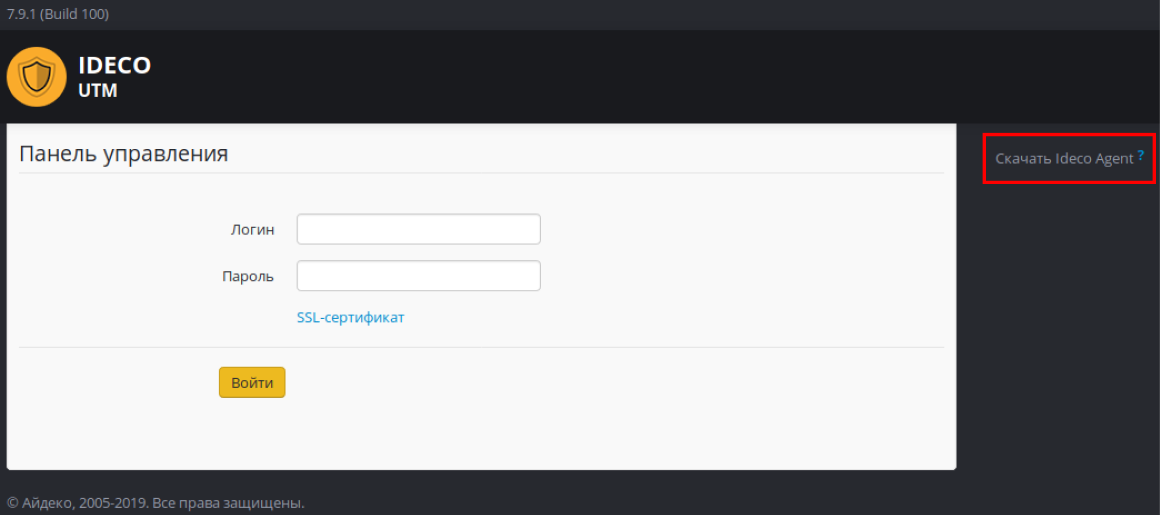 7.9.1 (Build 100)
IDECO
UTM
Панель управления
Скачать Ideco Agent ?
Логин
Пароль
SSL-сертификат
Войти
© Айдеко, 2005-2019. Все права защищены.